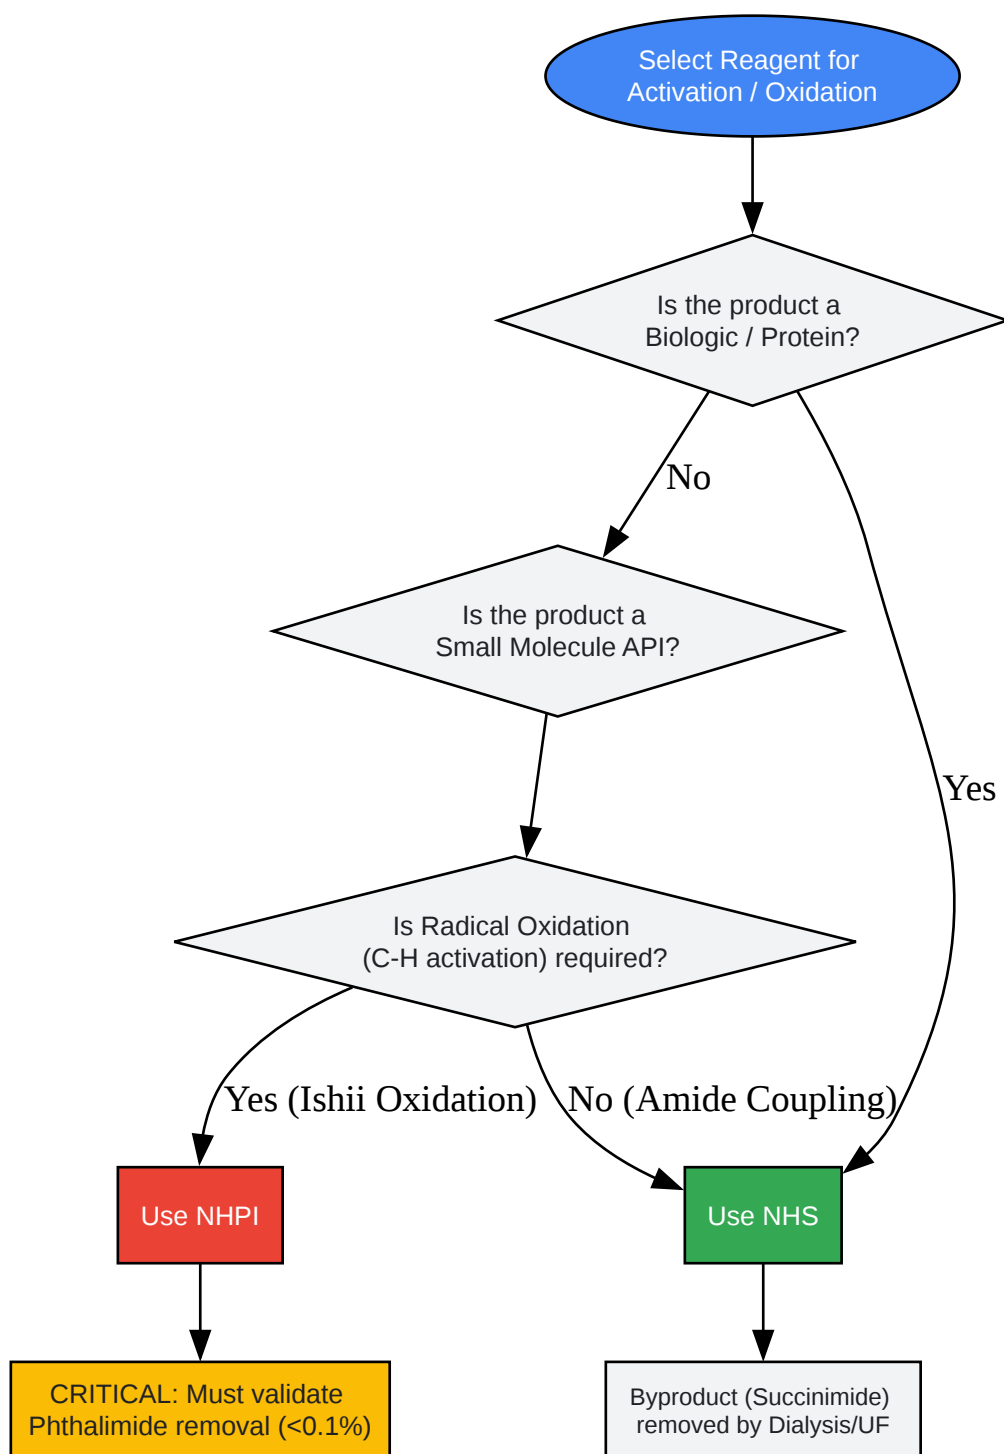 Select Reagent for
Activation / Oxidation
Is the product a
Biologic / Protein?
No
Is the product a
Small Molecule API?
Yes
Is Radical Oxidation
(C-H activation) required?
Yes (Ishii Oxidation)
No (Amide Coupling)
Use NHPI
Use NHS
CRITICAL: Must validate
Phthalimide removal (<0.1%)
Byproduct (Succinimide)
removed by Dialysis/UF